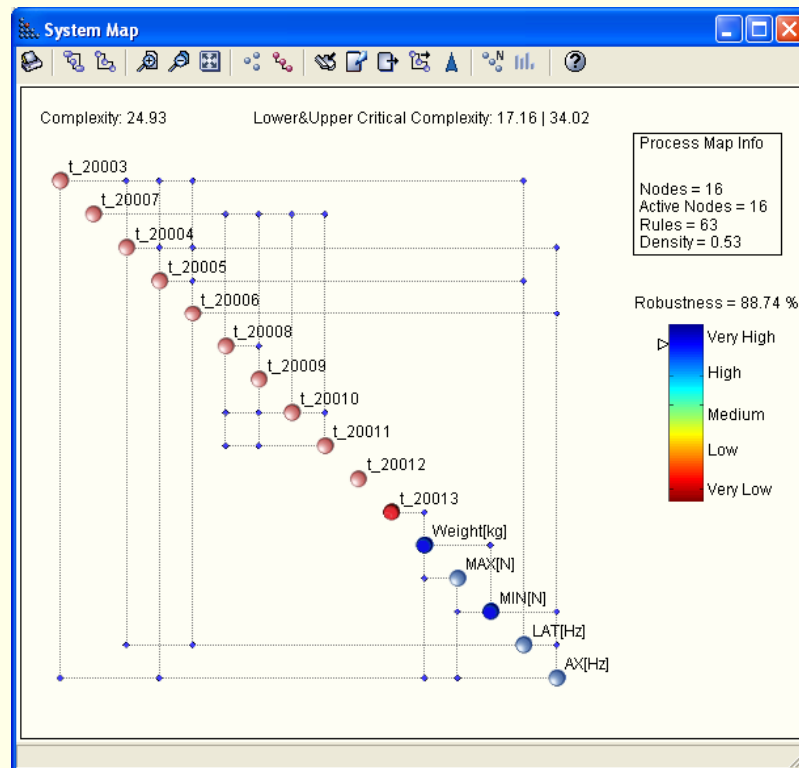 System Map
N
?
Complexity: 24.93
Lower&Upper Critical Complexity: 17.16 | 34.02
Process Map Info
Nodes = 16
Active Nodes = 16
Rules = 63
Density = 0.53
Robustness = 88.74 %
Very High
High
Medium
Low
Very Low
t_20003
t_20007
t_20004
t_20005
t_20006
t_20008
t_20009
t_20010
t_20011
t_20012
t_20013
Weight[kg]
MAX[N]
MIN[N]
LAT[Hz]
AX[Hz]